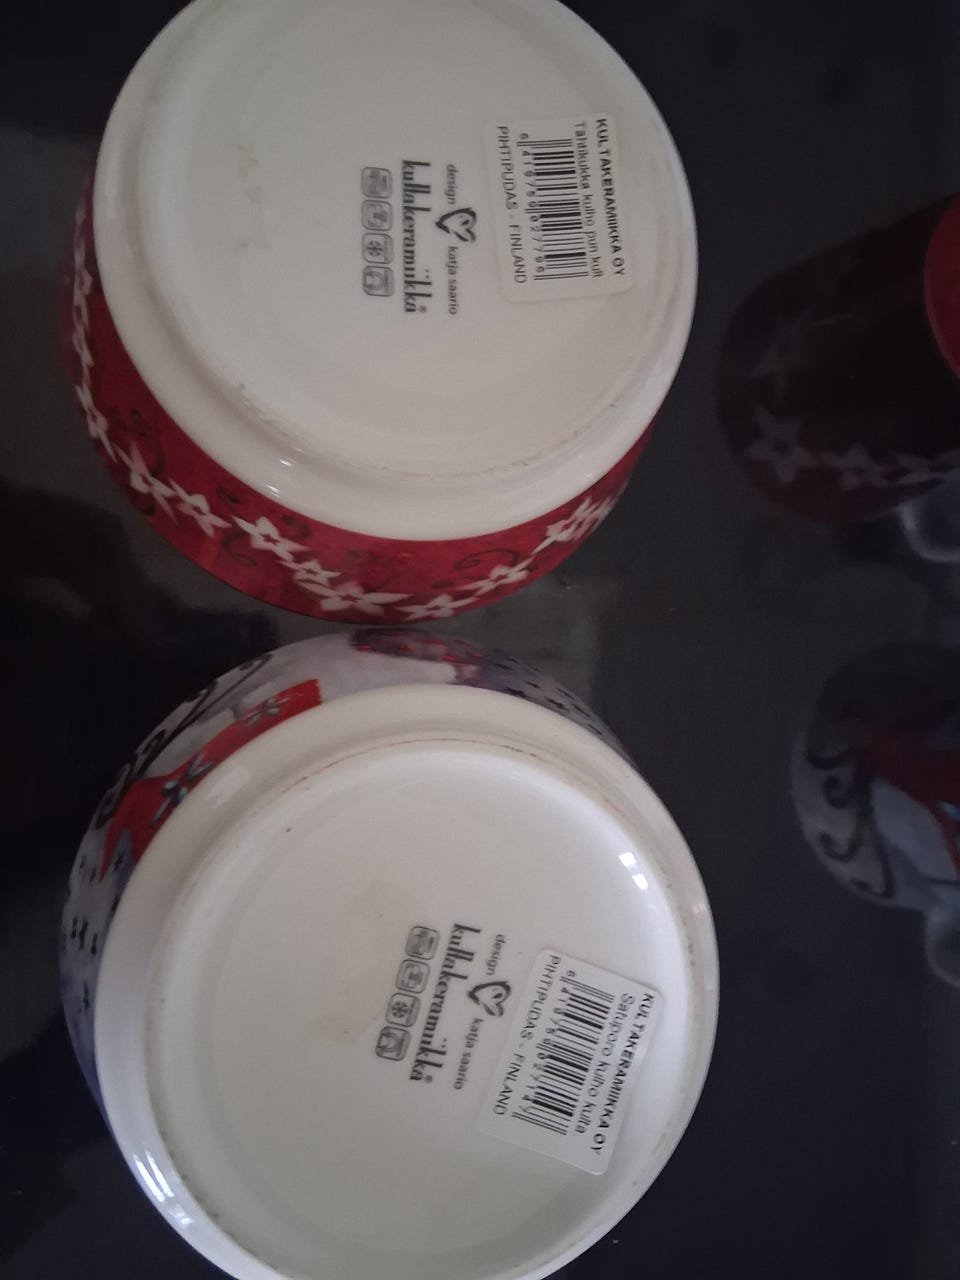 KULTAKERAMIIKKA OY
Tähtikukka kulho pun kult
PIHTIPUDAS - FINLAND
design katja saario
kultakeramiikka
KULTAKERAMIIKKA OY
Satuporo kulho kulta
PIHTIPUDAS - FINLAND
design katja saario
kultakeramiikka